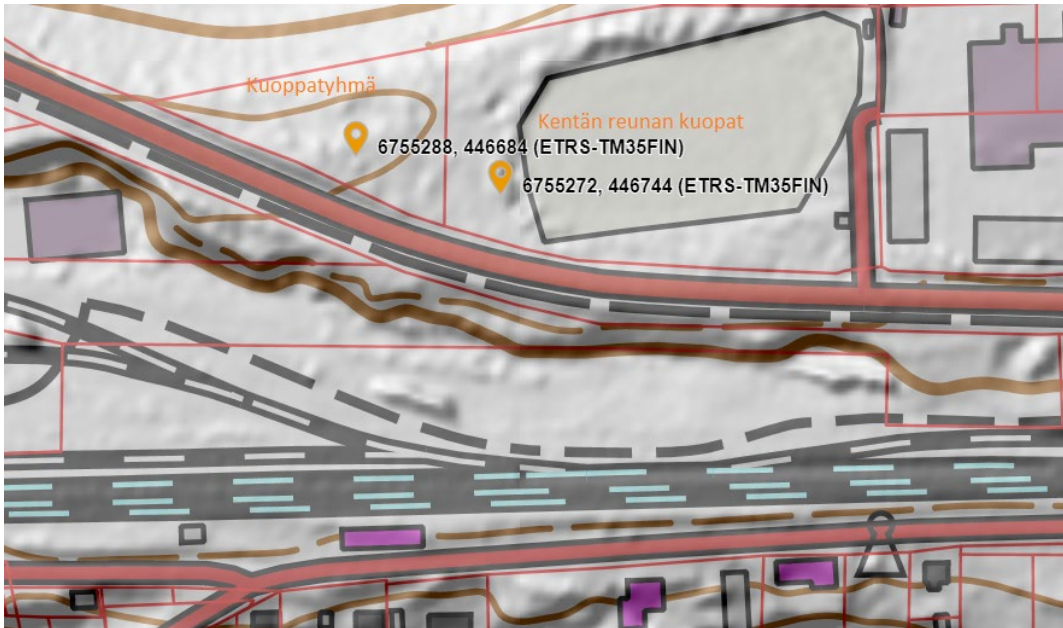 Kuoppatyhmä
Kentän reunan kuopat
6755288, 446684 (ETRS-TM35FIN)
6755272, 446744 (ETRS-TM35FIN)